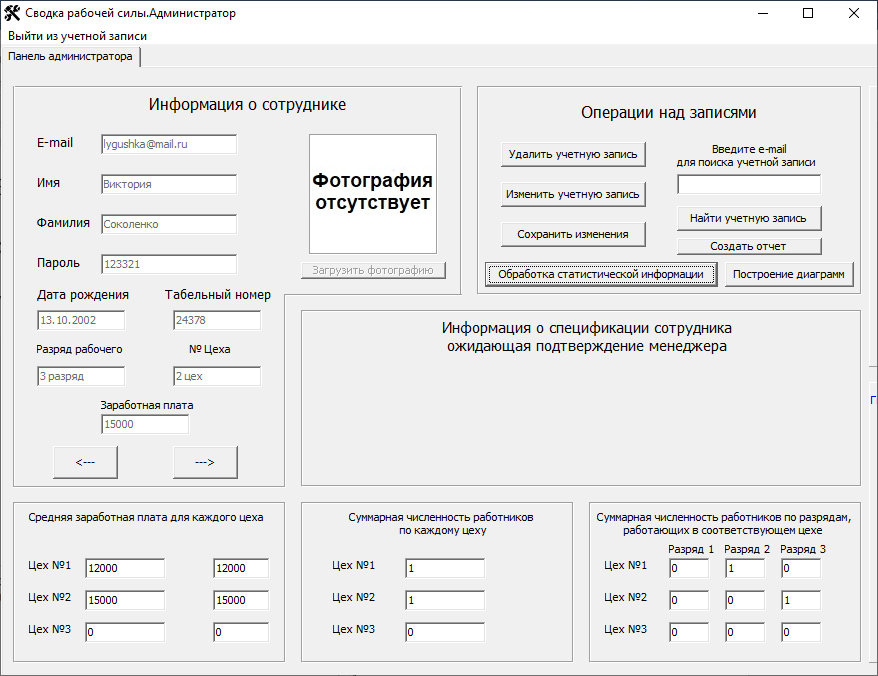 Сводка рабочей силы.Администратор
Выйти из учетной записи
Панель администратора
Информация о сотруднике
E-mail
lygushka@mail.ru
Имя
Виктория
Фамилия
Соколенко
Пароль
123321
Фотография
отсутствует
Загрузить фотографию
Дата рождения
Табельный номер
13.10.2002
24378
Разряд рабочего
№ Цеха
3 разряд
2 цех
Заработная плата
15000
<---
--->
Операции над записями
Удалить учетную запись
Изменить учетную запись
Сохранить изменения
Введите e-mail
для поиска учетной записи
Найти учетную запись
Создать отчет
Обработка статистической информации
Построение диаграмм
Информация о спецификации сотрудника
ожидающая подтверждение менеджера
Средняя заработная плата для каждого цеха
Цех №1 12000 12000
Цех №2 15000 15000
Цех №3 0 0
Суммарная численность работников
по каждому цеху
Цех №1 1
Цех №2 1
Цех №3 0
Суммарная численность работников по разрядам,
работающих в соответствующем цехе
Разряд 1 Разряд 2 Разряд 3
Цех №1 0 1 0
Цех №2 0 0 1
Цех №3 0 0 0